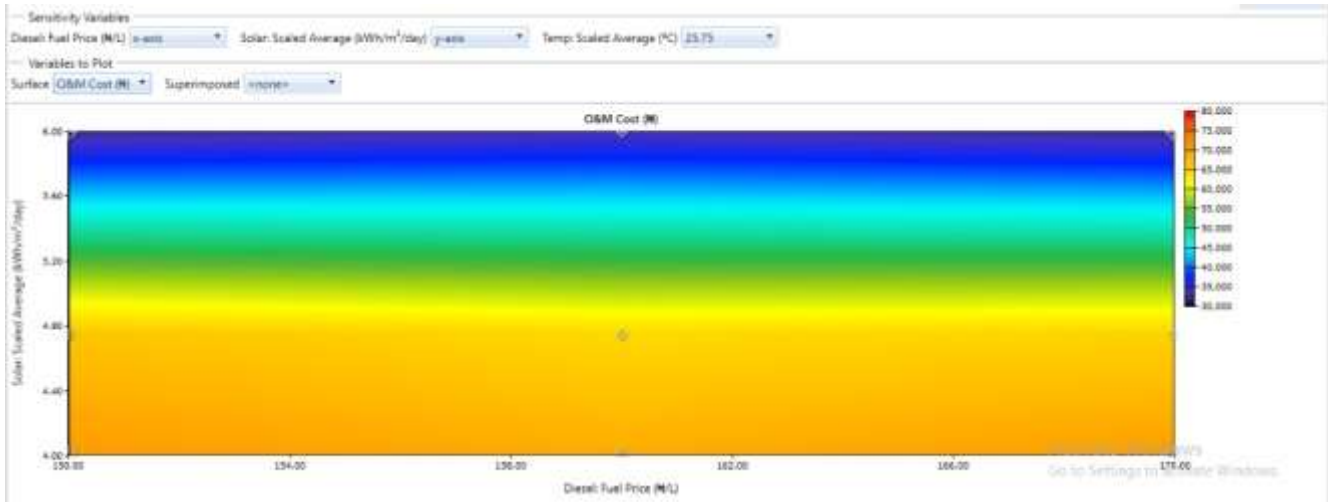 Sensitivity Variables
Diesel: Fuel Price (₦/L) x-axis Solar: Scaled Average (kWh/m²/day) y-axis Temp: Scaled Average (°C) 25.75
Variables to Plot
Surface O&M Cost (₦) Superimposed <none>
O&M Cost (₦)
80,000
75,000
70,000
65,000
60,000
55,000
50,000
45,000
40,000
35,000
30,000
6.00
5.60
5.20
4.80
4.40
4.00
Solar: Scaled Average (kWh/m²/day)
150.00 154.00 158.00 162.00 166.00 170.00
Diesel: Fuel Price (₦/L)
Go to Settings to activate Windows.